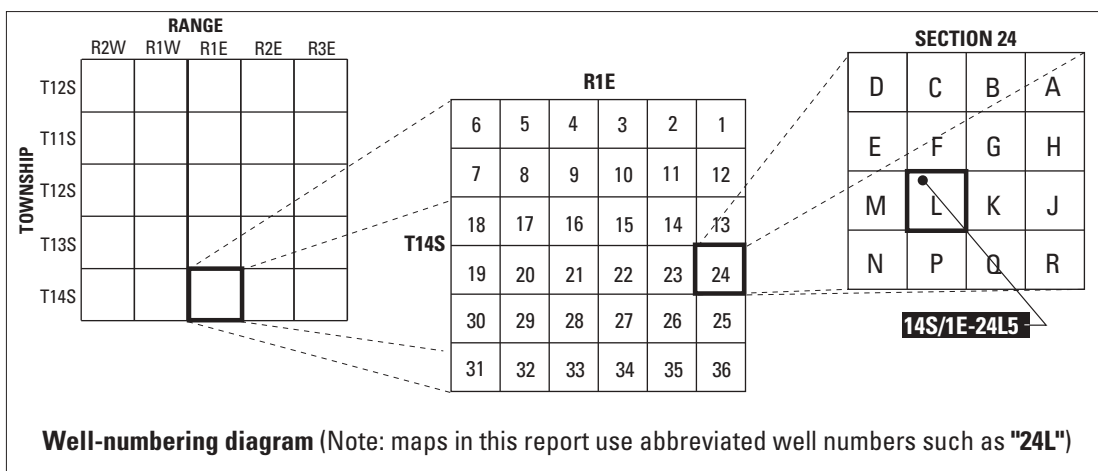 RANGE
R2W R1W R1E R2E R3E
TOWNSHIP
T12S
T11S
T12S
T13S
T14S
R1E
T14S
6 5 4 3 2 1
7 8 9 10 11 12
18 17 16 15 14 13
19 20 21 22 23 24
30 29 28 27 26 25
31 32 33 34 35 36
SECTION 24
D C B A
E F G H
M L K J
N P Q R
14S/1E-24L5
Well-numbering diagram (Note: maps in this report use abbreviated well numbers such as "24L")